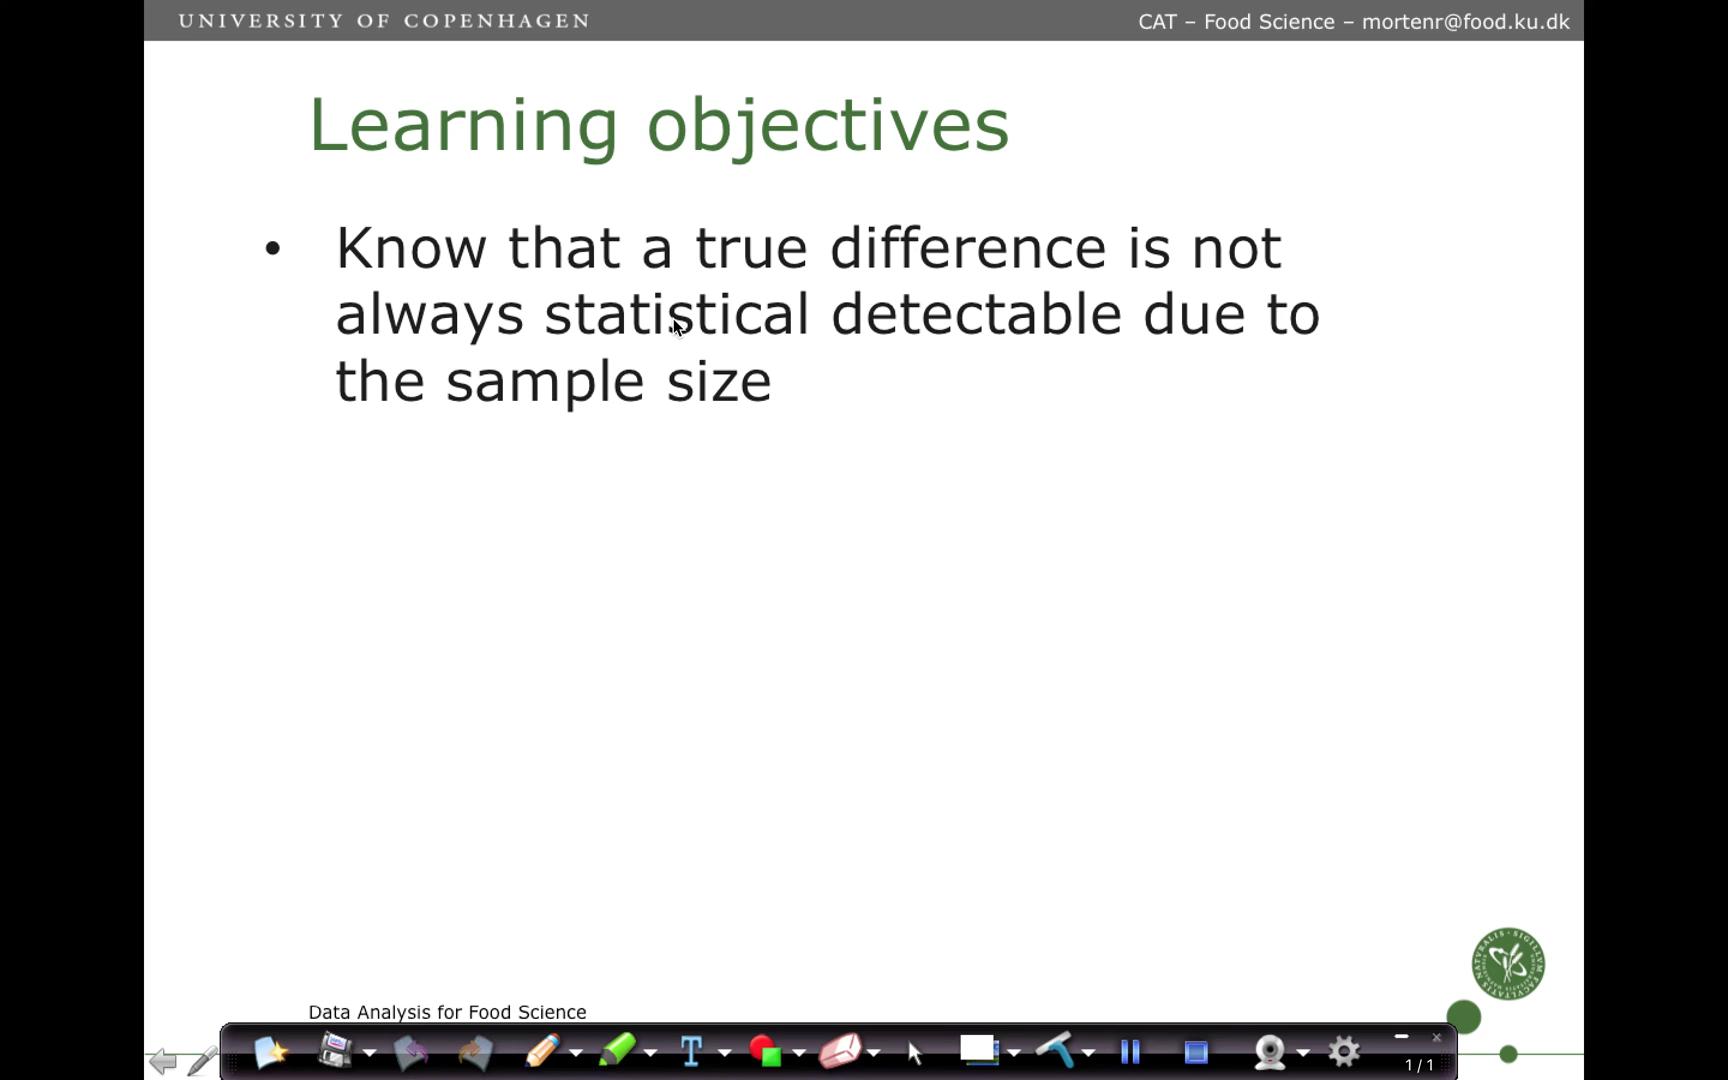 UNIVERSITY OF COPENHAGEN
CAT – Food Science – mortenr@food.ku.dk
Learning objectives
• Know that a true difference is not
always statistical detectable due to
the sample size
Data Analysis for Food Science
T
1/1